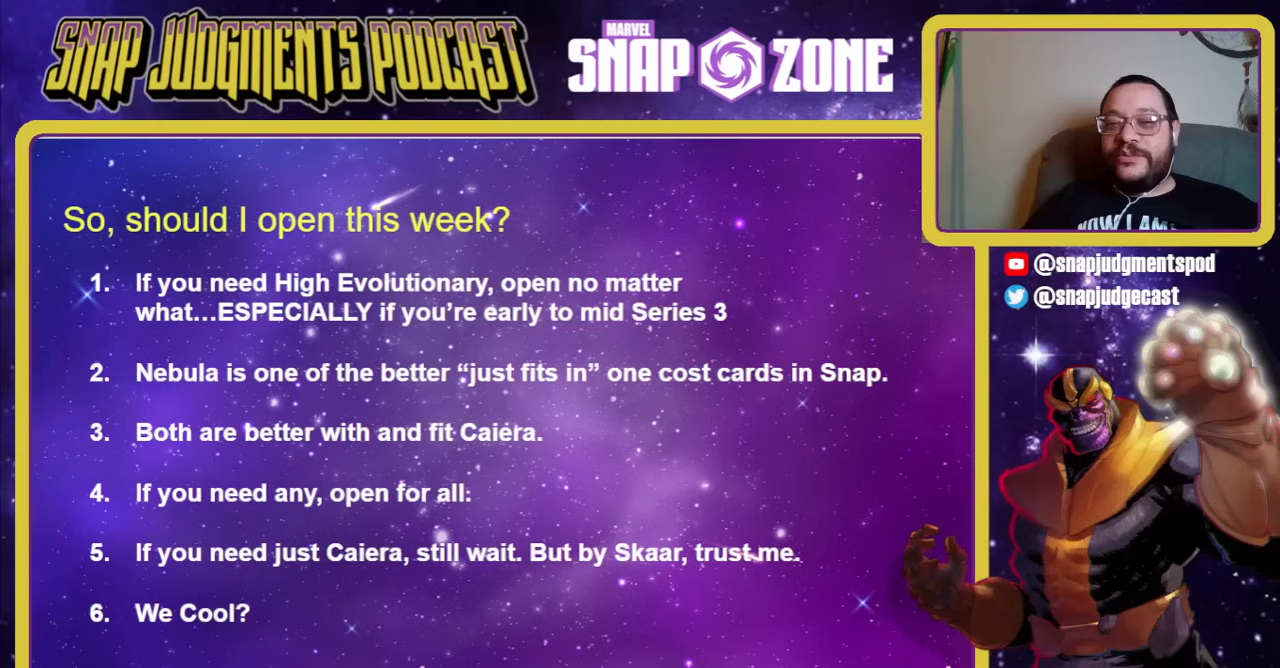 SNAP JUDGMENTS PODCAST
MARVEL
SNAP ZONE
So, should I open this week?
1. If you need High Evolutionary, open no matter
what...ESPECIALLY if you're early to mid Series 3
2. Nebula is one of the better “just fits in” one cost cards in Snap.
3. Both are better with and fit Caiera.
4. If you need any, open for all.
5. If you need just Caiera, still wait. But by Skaar, trust me.
6. We Cool?
NOW I AM
@snapjudgmentspod
@snapjudgecast